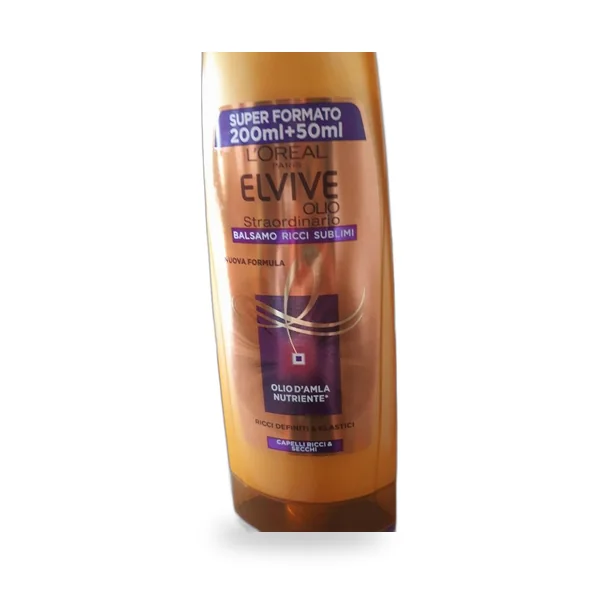 SUPER FORMATO
200ml+50ml
L'ORÉAL
PARIS
ELVIVE
OLIO
Straordinario
BALSAMO RICCI SUBLIMI
NUOVA FORMULA
OLIO D'AMLA
NUTRIENTE*
RICCI DEFINITI & ELASTICI
CAPELLI RICCI &
SECCHI